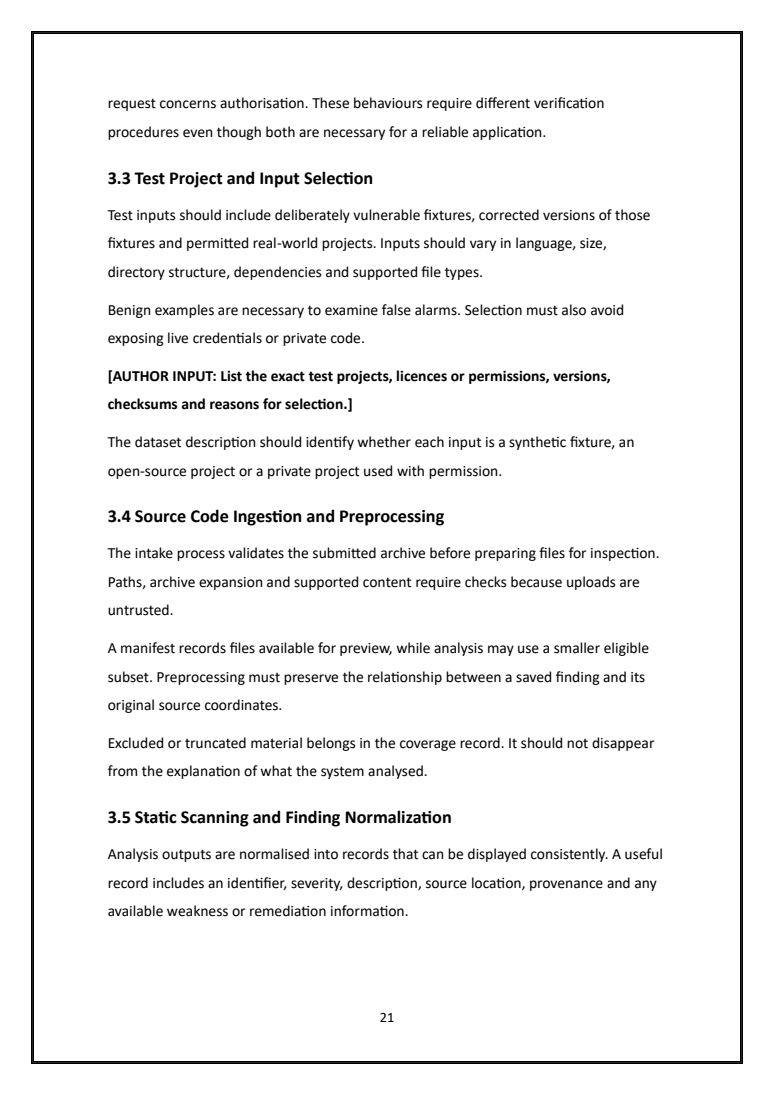 request concerns authorisation. These behaviours require different verification
procedures even though both are necessary for a reliable application.
3.3 Test Project and Input Selection
Test inputs should include deliberately vulnerable fixtures, corrected versions of those
fixtures and permitted real-world projects. Inputs should vary in language, size,
directory structure, dependencies and supported file types.
Benign examples are necessary to examine false alarms. Selection must also avoid
exposing live credentials or private code.
[AUTHOR INPUT: List the exact test projects, licences or permissions, versions,
checksums and reasons for selection.]
The dataset description should identify whether each input is a synthetic fixture, an
open-source project or a private project used with permission.
3.4 Source Code Ingestion and Preprocessing
The intake process validates the submitted archive before preparing files for inspection.
Paths, archive expansion and supported content require checks because uploads are
untrusted.
A manifest records files available for preview, while analysis may use a smaller eligible
subset. Preprocessing must preserve the relationship between a saved finding and its
original source coordinates.
Excluded or truncated material belongs in the coverage record. It should not disappear
from the explanation of what the system analysed.
3.5 Static Scanning and Finding Normalization
Analysis outputs are normalised into records that can be displayed consistently. A useful
record includes an identifier, severity, description, source location, provenance and any
available weakness or remediation information.
21